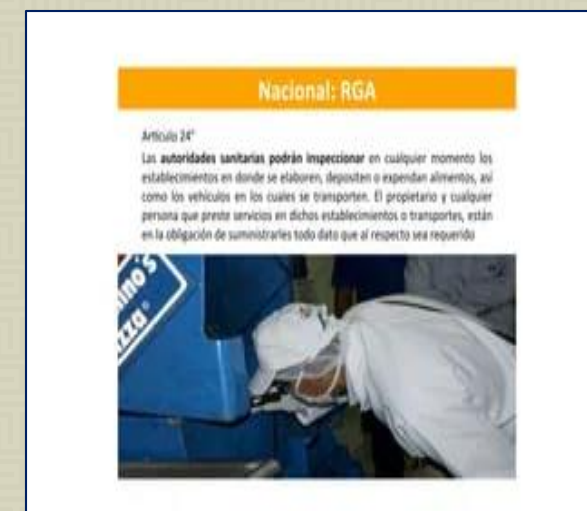 Nacional: RGA
Artículo 24°
Las autoridades sanitarias podrán inspeccionar en cualquier momento los
establecimientos en donde se elaboren, depositen o expendan alimentos, así
como los vehículos en los cuales se transporten. El propietario y cualquier
persona que preste servicios en dichos establecimientos o transportes, están
en la obligación de suministrarles todo dato que al respecto sea requerido
ino's
izza